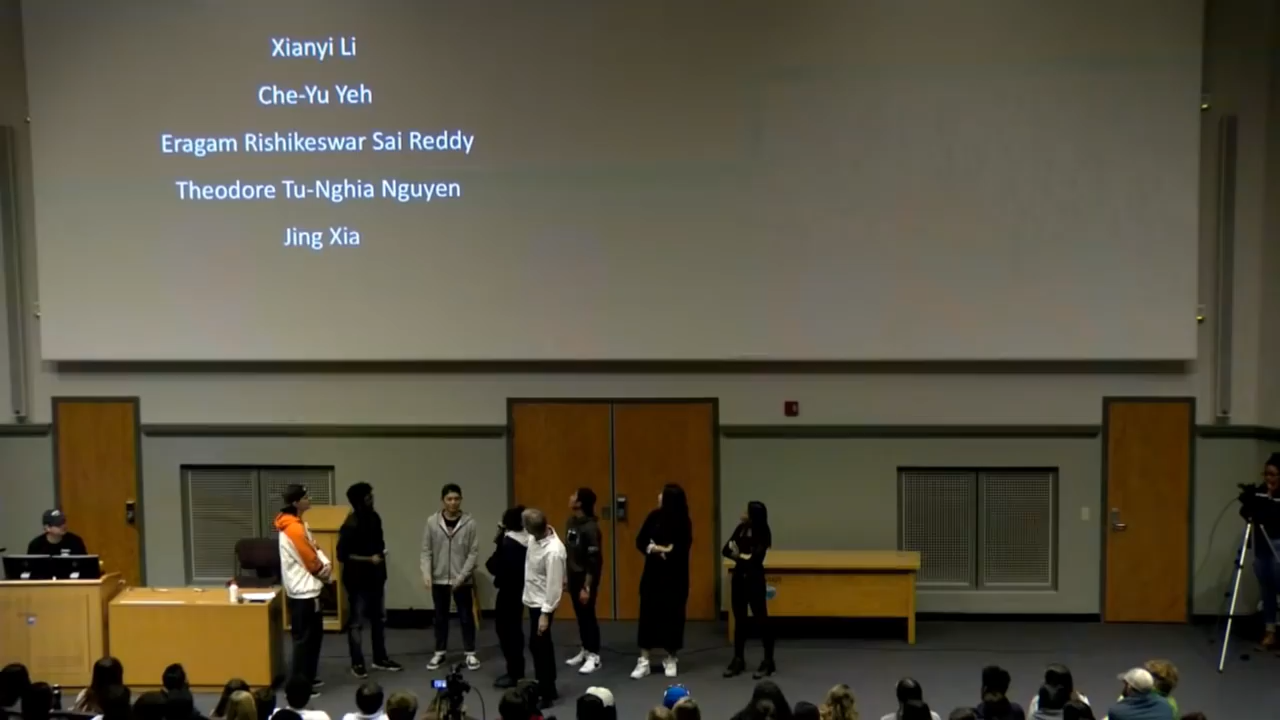 Xianyi Li
Che-Yu Yeh
Eragam Rishikeswar Sai Reddy
Theodore Tu-Nghia Nguyen
Jing Xia